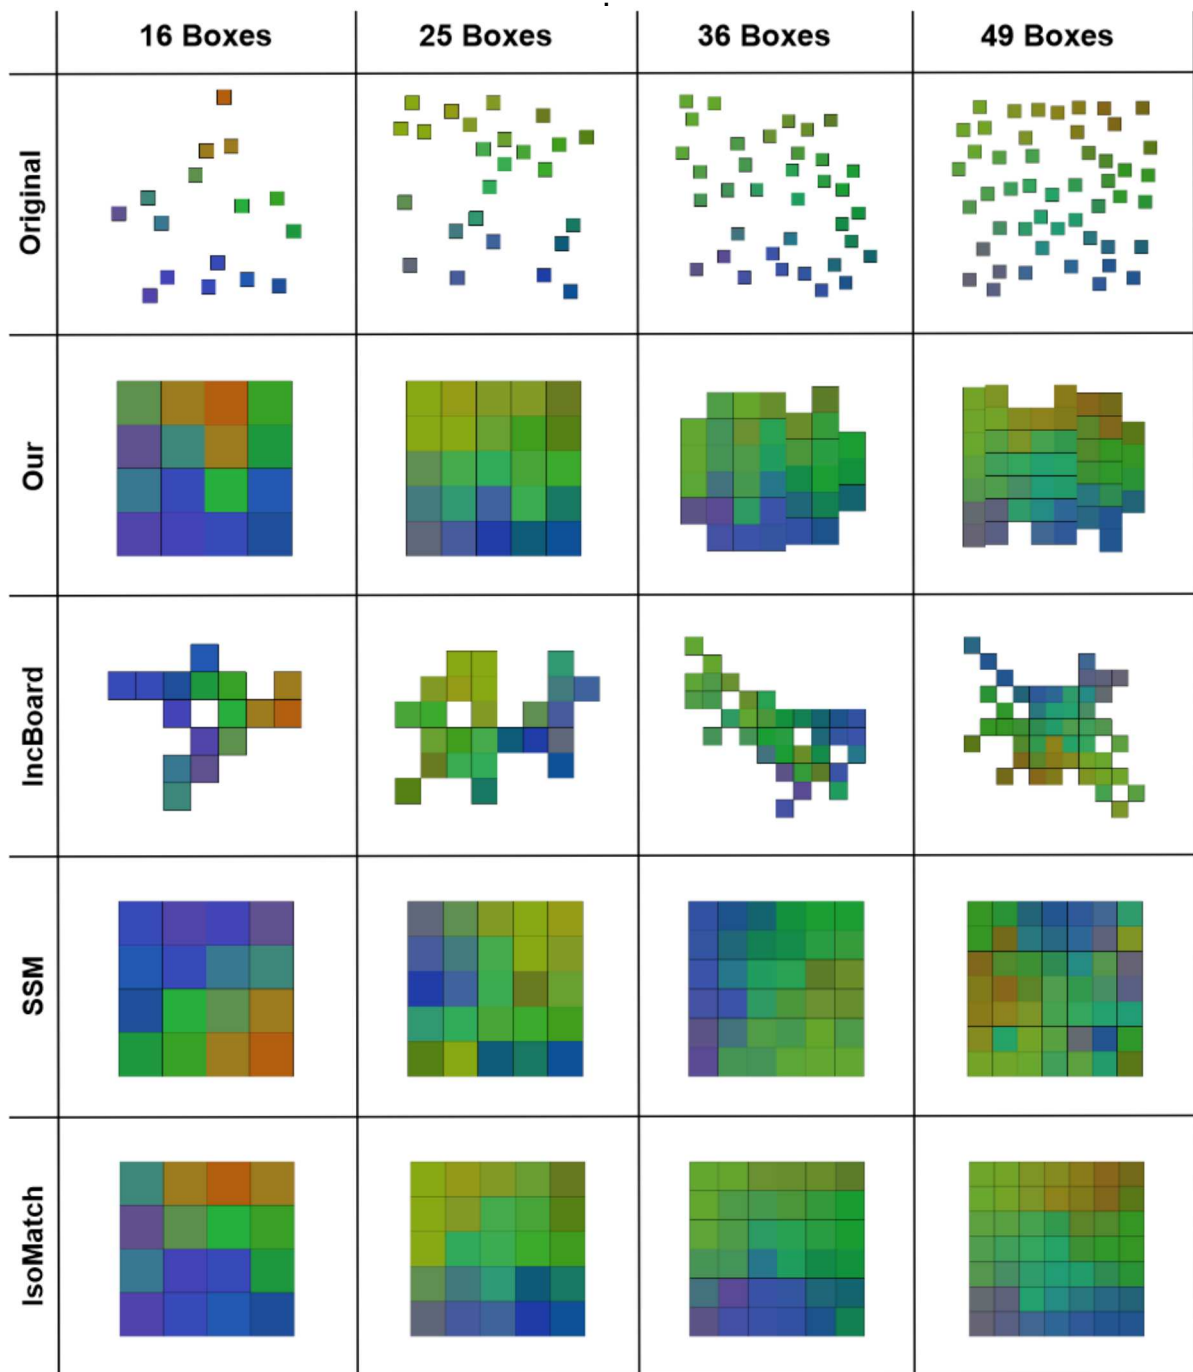 16 Boxes
25 Boxes
36 Boxes
49 Boxes
Original
Our
IncBoard
SSM
IsoMatch